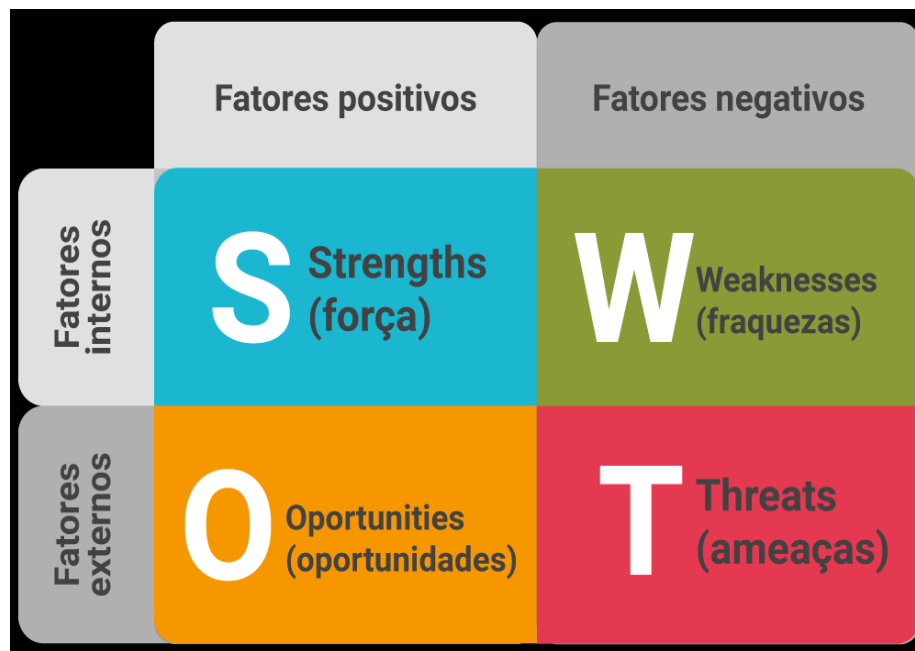 Fatores positivos
Fatores negativos
Fatores
internos
S
Strengths
(força)
W
Weaknesses
(fraquezas)
Fatores
externos
O
Oportunities
(oportunidades)
T
Threats
(ameaças)